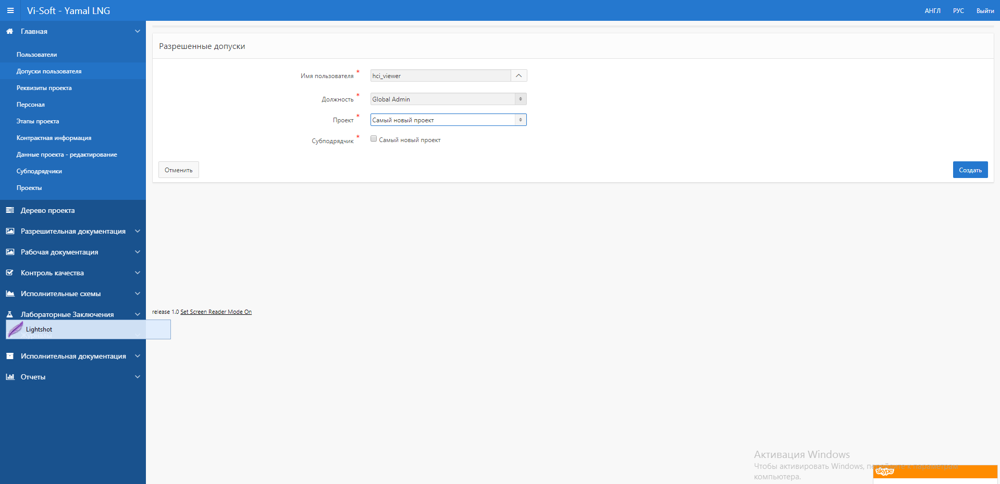 Vi-Soft - Yamal LNG
АНГЛ
РУС
Выйти
Главная
Пользователи
Допуски пользователя
Реквизиты проекта
Персонал
Этапы проекта
Контрактная информация
Данные проекта - редактирование
Субподрядчики
Проекты
Дерево проекта
Разрешительная документация
Рабочая документация
Контроль качества
Исполнительные схемы
Лабораторные Заключения
Lightshot
Журналы
Исполнительная документация
Отчеты
Разрешенные допуски
Имя пользователя *
hci_viewer
Должность *
Global Admin
Проект *
Самый новый проект
Субподрядчик *
Самый новый проект
Отменить
Создать
release 1.0 Set Screen Reader Mode On
Активация Windows
Чтобы активировать Windows, перейдите к параметрам
компьютера.
skype